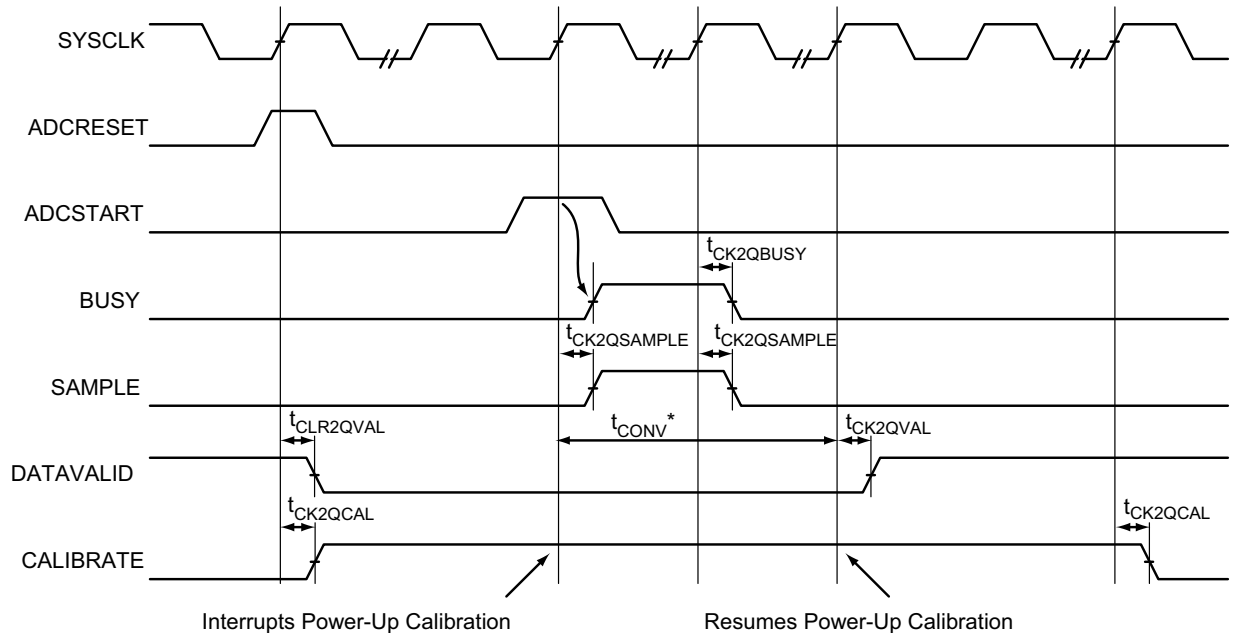 SYSCLK
ADCRESET
ADCSTART
tCK2QBUSY
BUSY
tCK2QSAMPLE tCK2QSAMPLE
SAMPLE
tCLR2QVAL tCONV* tCK2QVAL
DATAVALID
tCK2QCAL tCK2QCAL
CALIBRATE
Interrupts Power-Up Calibration Resumes Power-Up Calibration